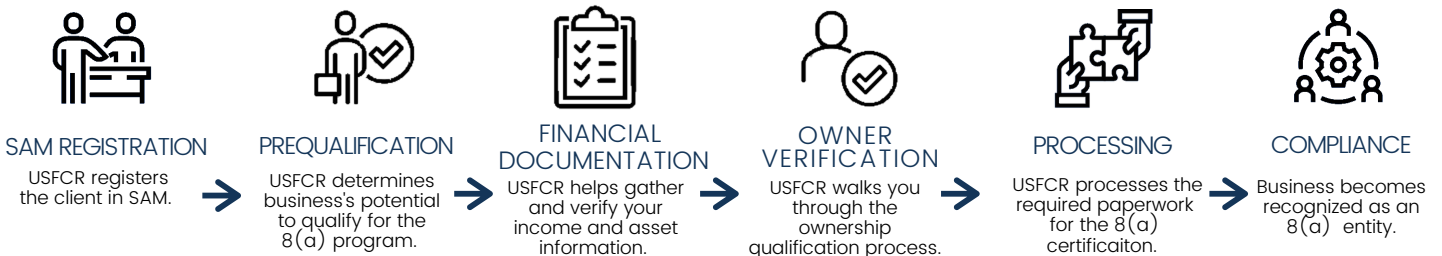 SAM REGISTRATION
USFCR registers
the client in SAM.
PREQUALIFICATION
USFCR determines
business's potential
to qualify for the
8(a) program.
FINANCIAL
DOCUMENTATION
USFCR helps gather
and verify your
income and asset
information.
OWNER
VERIFICATION
USFCR walks you
through the
ownership
qualification process.
PROCESSING
USFCR processes the
required paperwork
for the 8(a)
certificaiton.
COMPLIANCE
Business becomes
recognized as an
8(a) entity.